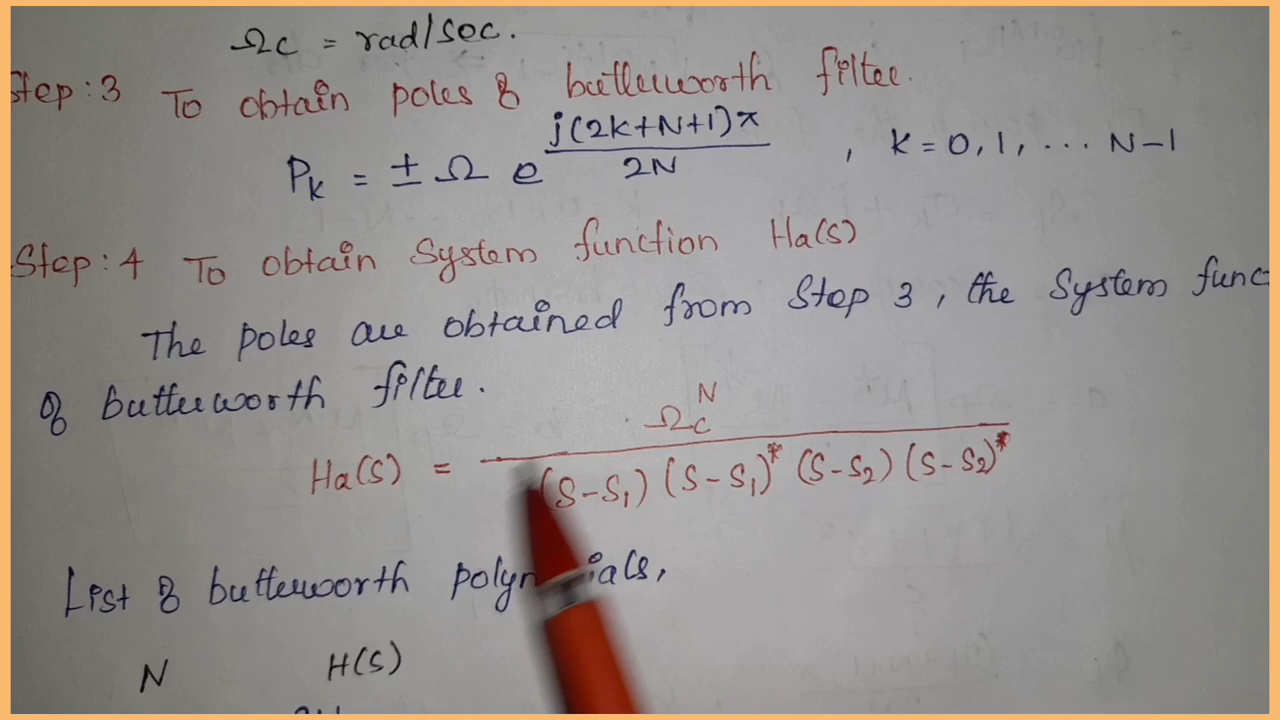 Ωc = rad/sec.
Step:3 To obtain poles of butterworth filter.
Pk = ± Ω e^(j(2k+N+1)π / 2N) , k = 0, 1, ... N-1
Step:4 To obtain System function Ha(s)
The poles are obtained from Step 3, the System func
of butterworth filter.
Ha(s) = Ωc^N / (S-S1) (S-S1)* (S-S2) (S-S2)*
List of butterworth polynomials,
N H(s)